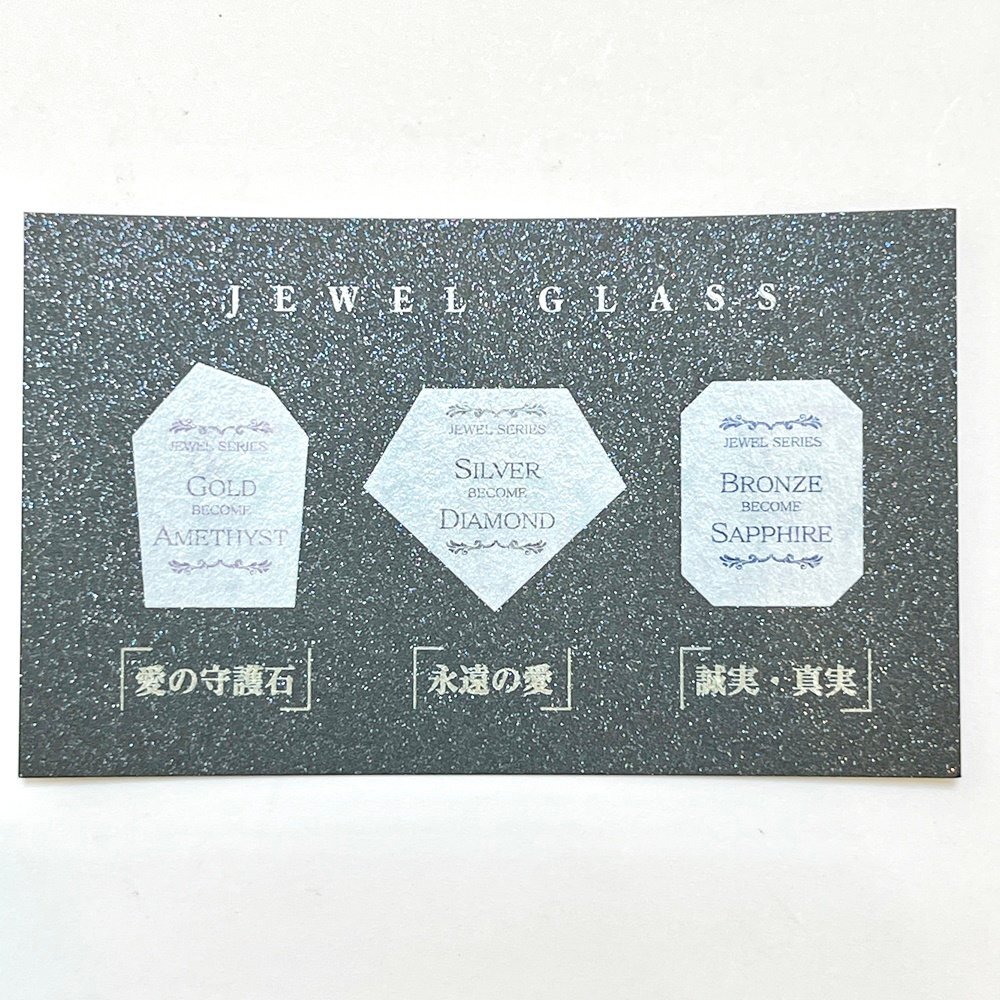 JEWEL GLASS
JEWEL SERIES
GOLD
BECOME
AMETHYST
「愛の守護石」
JEWEL SERIES
SILVER
BECOME
DIAMOND
「永遠の愛」
JEWEL SERIES
BRONZE
BECOME
SAPPHIRE
「誠実・真実」